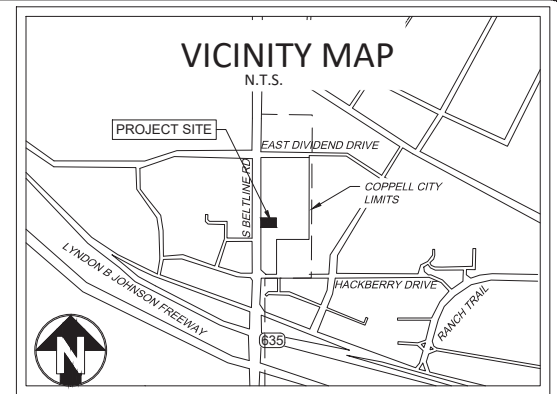 VICINITY MAP
N.T.S.
PROJECT SITE
EAST DIVIDEND DRIVE
S BELTLINE RD
COPPELL CITY
LIMITS
LYNDON B JOHNSON FREEWAY
HACKBERRY DRIVE
RANCH TRAIL
635
N